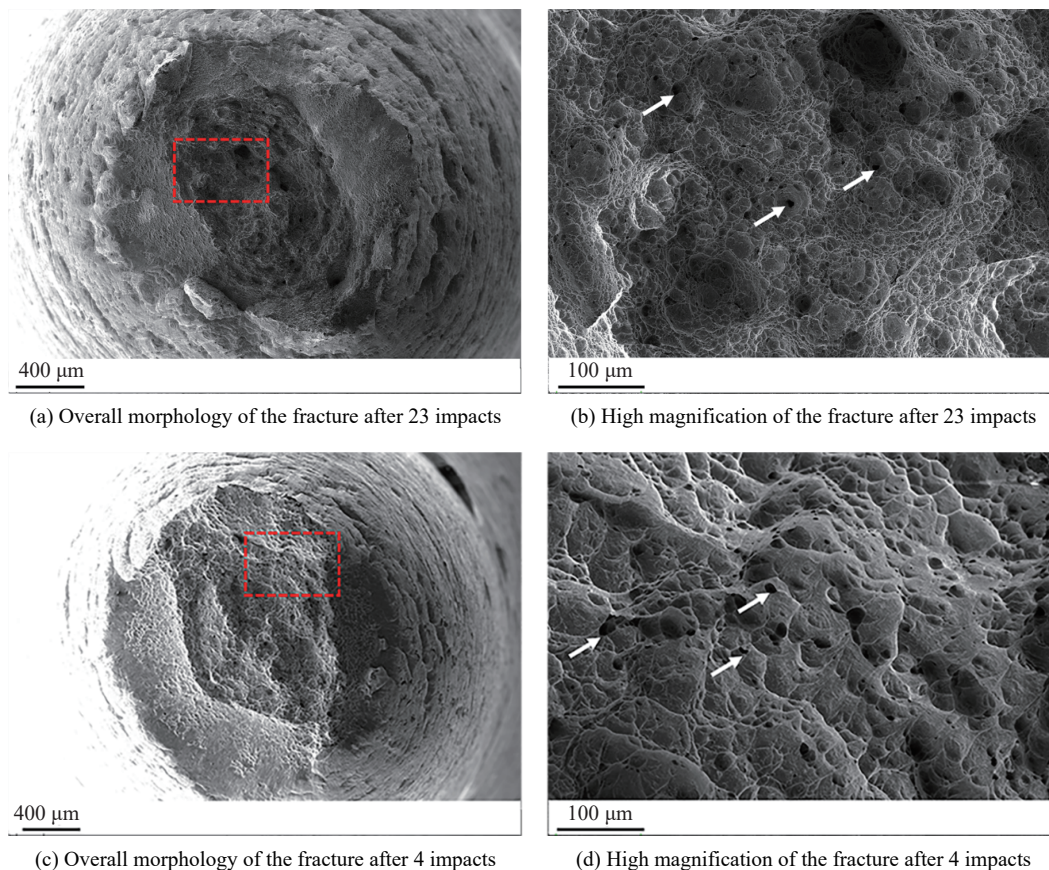 400 μm
100 μm
(a) Overall morphology of the fracture after 23 impacts
(b) High magnification of the fracture after 23 impacts
400 μm
100 μm
(c) Overall morphology of the fracture after 4 impacts
(d) High magnification of the fracture after 4 impacts